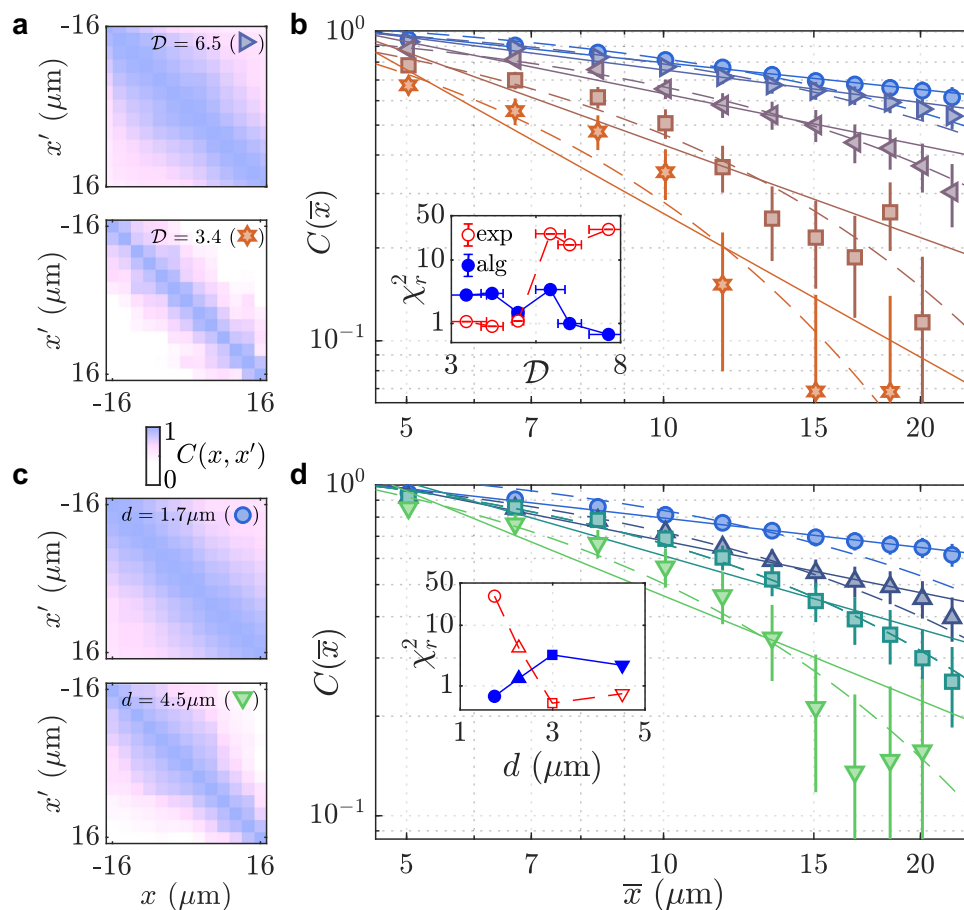 a
-16
𝒟 = 6.5 ( )
x′ (μm)
16
-16
𝒟 = 3.4 ( )
x′ (μm)
16
-16
16
1
0
C(x, x′)
b
10⁰
C(x̅)
10⁻¹
50
10
1
χ²ᵣ
exp
alg
3
𝒟
8
5
7
10
15
20
c
-16
d = 1.7μm ( )
x′ (μm)
16
-16
d = 4.5μm ( )
x′ (μm)
16
-16
16
x (μm)
d
10⁰
C(x̅)
10⁻¹
50
10
1
χ²ᵣ
1
3
5
d (μm)
5
7
10
15
20
x̅ (μm)